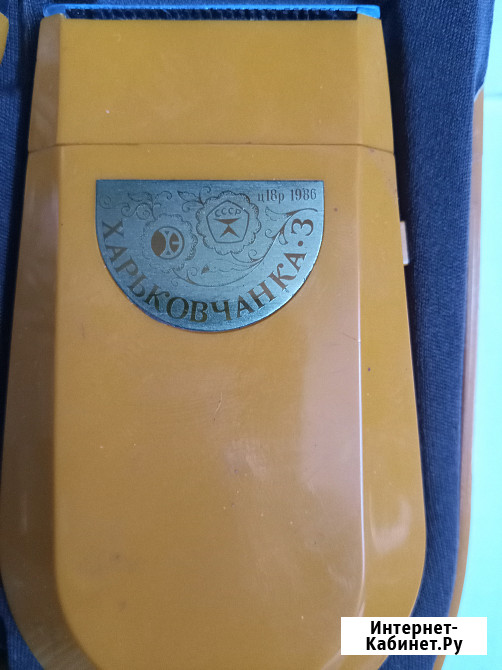 ц18р 1986
СССР
ХАРЬКОВЧАНКА·3
Интернет-
Кабинет.Ру